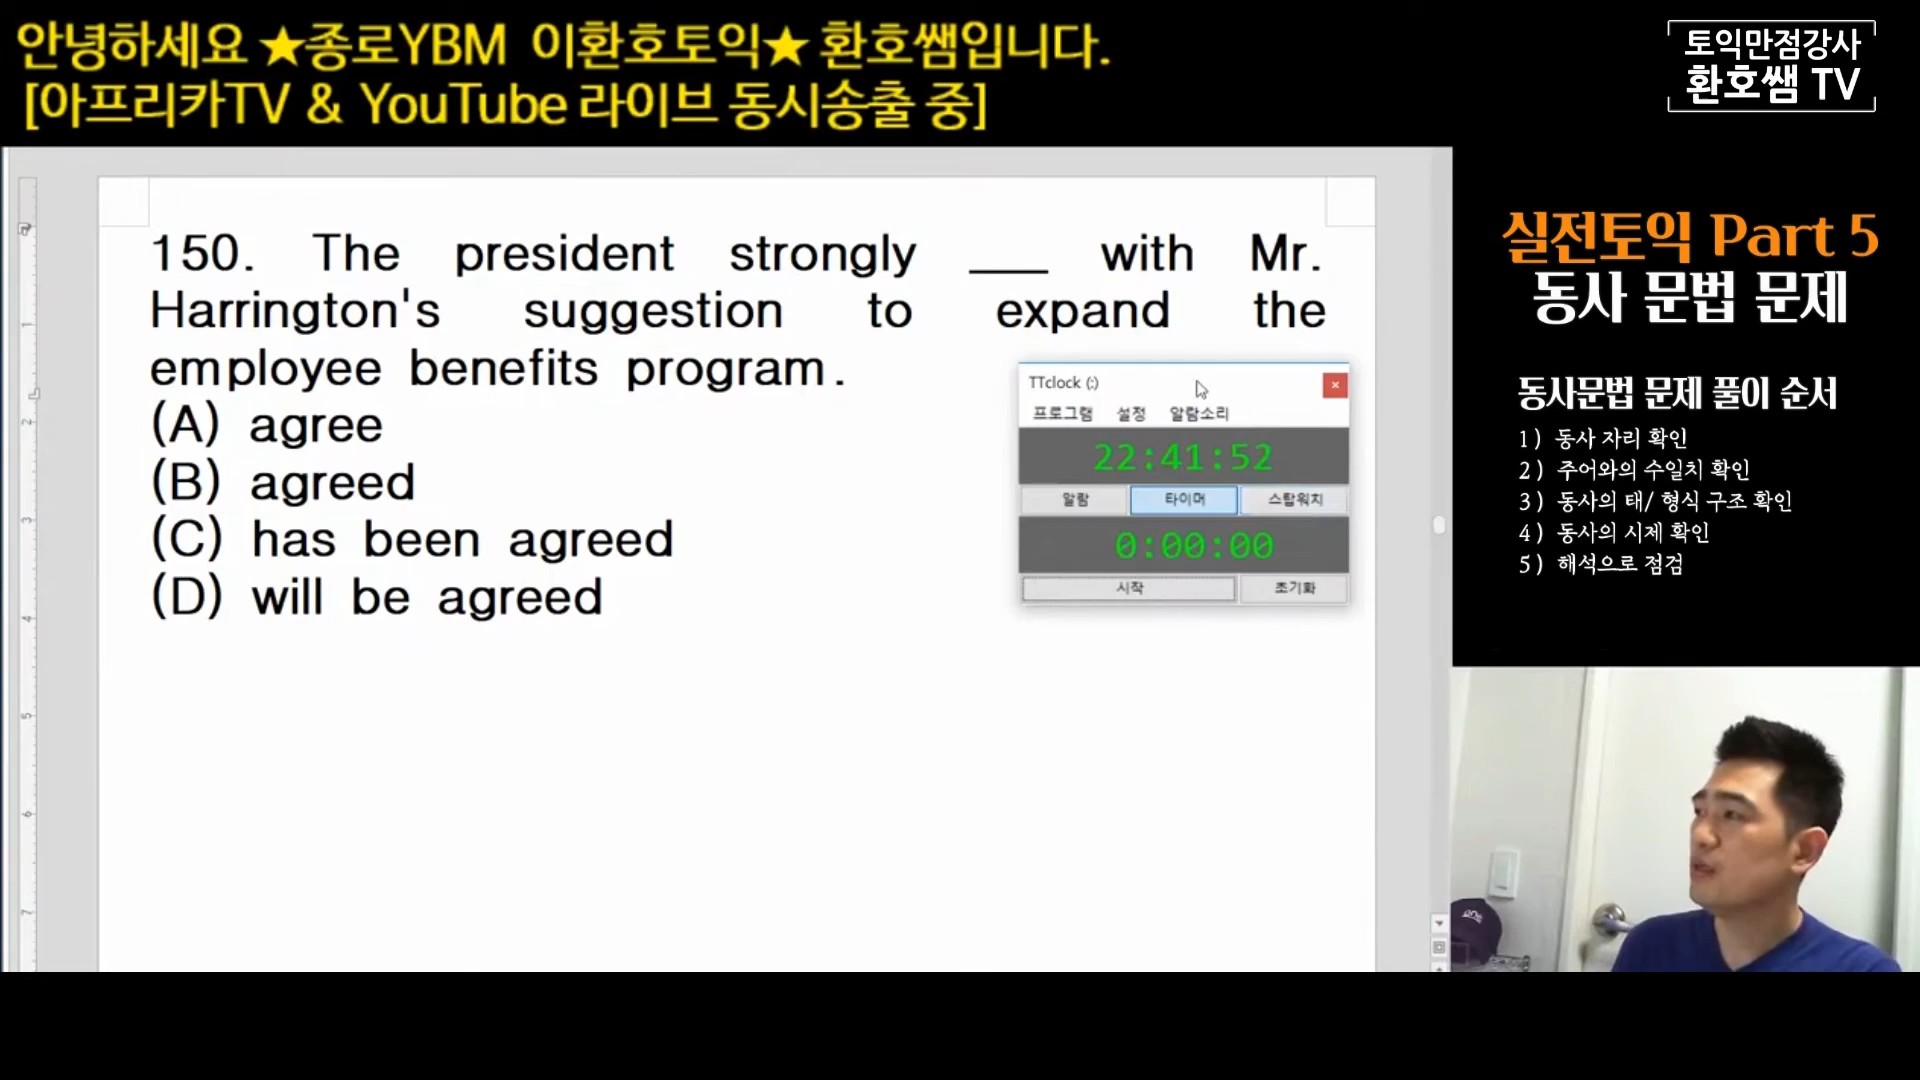 안녕하세요 ★종로YBM 이환호토익★ 환호쌤입니다.
[아프리카TV & YouTube 라이브 동시송출 중]
토익만점강사
환호쌤 TV
150. The president strongly ___ with Mr.
Harrington's suggestion to expand the
employee benefits program.
(A) agree
(B) agreed
(C) has been agreed
(D) will be agreed
TTclock (;)
프로그램 설정 알람소리
22:41:52
알람 타이머 스탑워치
0:00:00
시작 초기화
실전토익 Part 5
동사 문법 문제
동사문법 문제 풀이 순서
1) 동사 자리 확인
2) 주어와의 수일치 확인
3) 동사의 태/ 형식 구조 확인
4) 동사의 시제 확인
5) 해석으로 점검